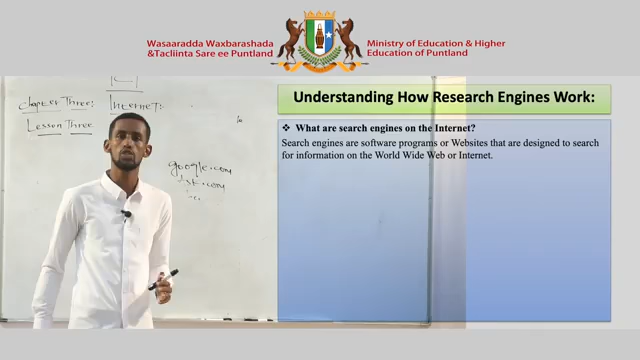 Wasaaradda Waxbarashada
&Tacliinta Sare ee Puntland
Ministry of Education & Higher
Education of Puntland
Chapter Three:
Internet:
Lesson Three
google.com
Understanding How Research Engines Work:
❖ What are search engines on the Internet?
Search engines are software programs or Websites that are designed to search
for information on the World Wide Web or Internet.